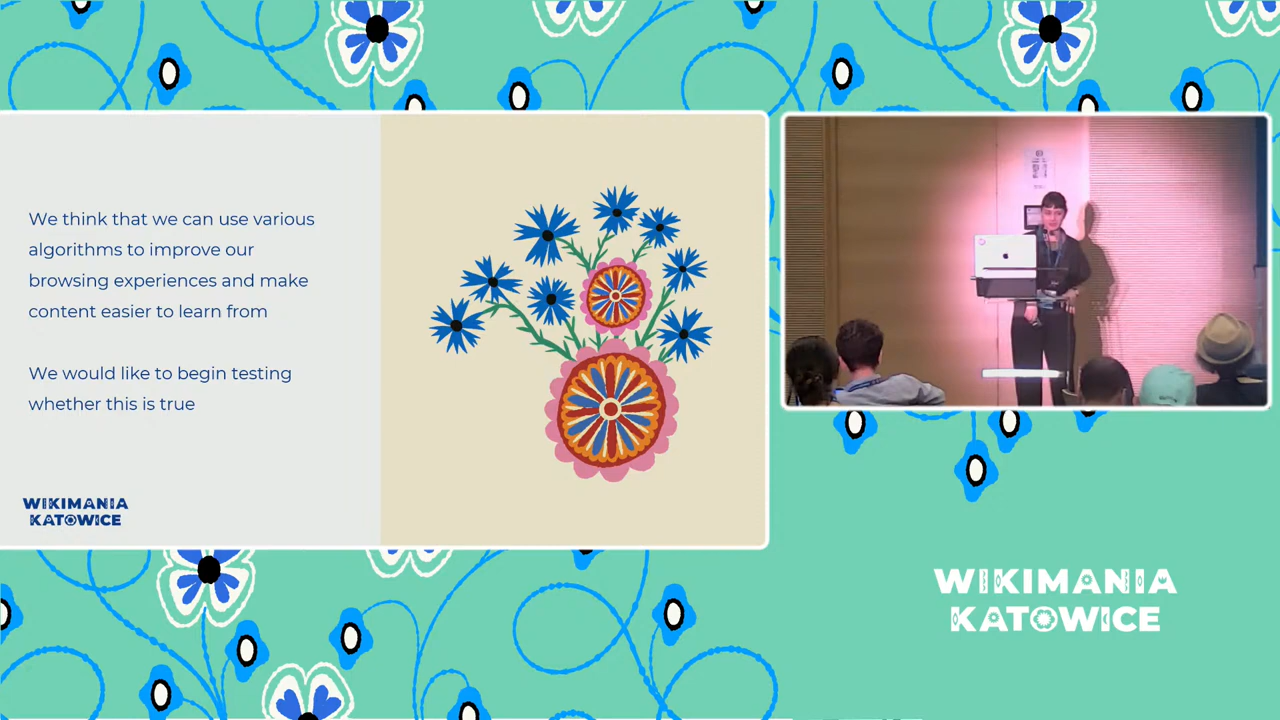 We think that we can use various
algorithms to improve our
browsing experiences and make
content easier to learn from
We would like to begin testing
whether this is true
WIKIMANIA
KATOWICE
WIKIMANIA
KATOWICE